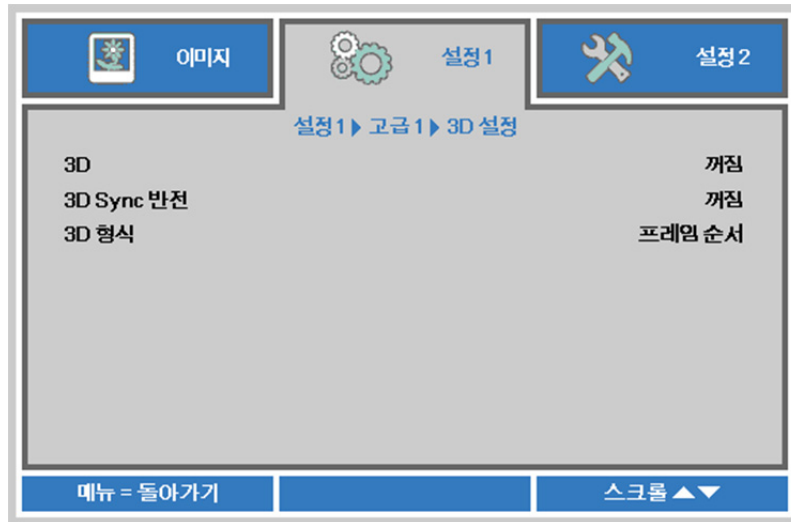 이미지 설정 1 설정 2
설정 1 ▶ 고급 1 ▶ 3D 설정
3D 꺼짐
3D Sync 반전 꺼짐
3D 형식 프레임 순서
메뉴 = 돌아가기 스크롤 ▲▼